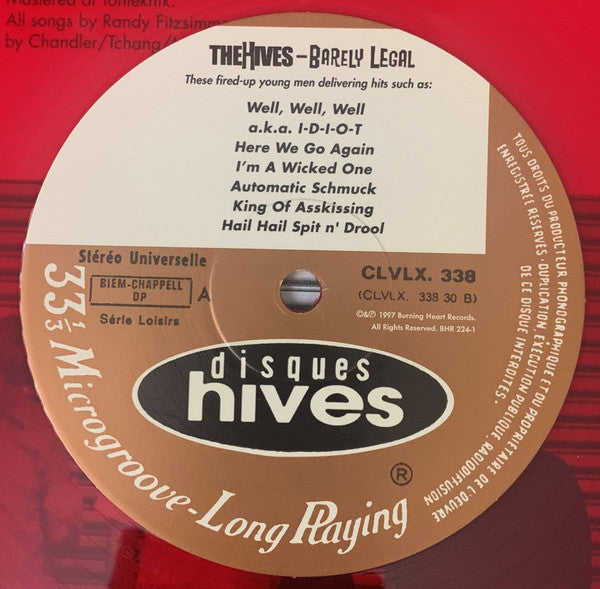 Mastered at Tonteknik.
All songs by Randy Fitzsimm
by Chandler/Tchang/
THE HIVES – BARELY LEGAL
These fired-up young men delivering hits such as:
Well, Well, Well
a.k.a. I-D-I-O-T
Here We Go Again
I'm A Wicked One
Automatic Schmuck
King Of Asskissing
Hail Hail Spit n' Drool
Stéréo Universelle
BIEM-CHAPPELL
DP
A
Série Loisirs
CLVLX. 338
(CLVLX. 338 30 B)
©&℗ 1997 Burning Heart Records.
All Rights Reserved. BHR 224-1
disques
hives
®
33 1/3 Microgroove - Long Playing
TOUS DROITS DU PRODUCTEUR PHONOGRAPHIQUE ET DU PROPRIETAIRE DE L'OEUVRE
ENREGISTREE RESERVES · DUPLICATION EXECUTION PUBLIQUE RADIODIFFUSION
DE CE DISQUE INTERDITES ·